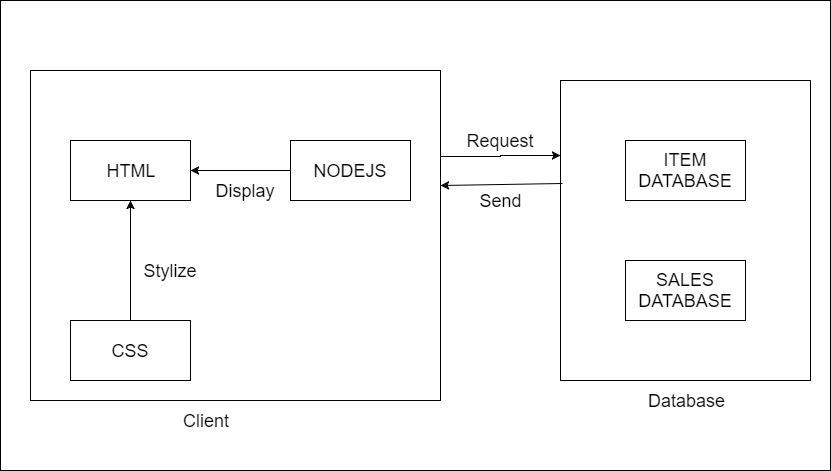 Request
HTML
NODEJS
ITEM
DATABASE
Display
Send
Stylize
SALES
DATABASE
CSS
Client
Database